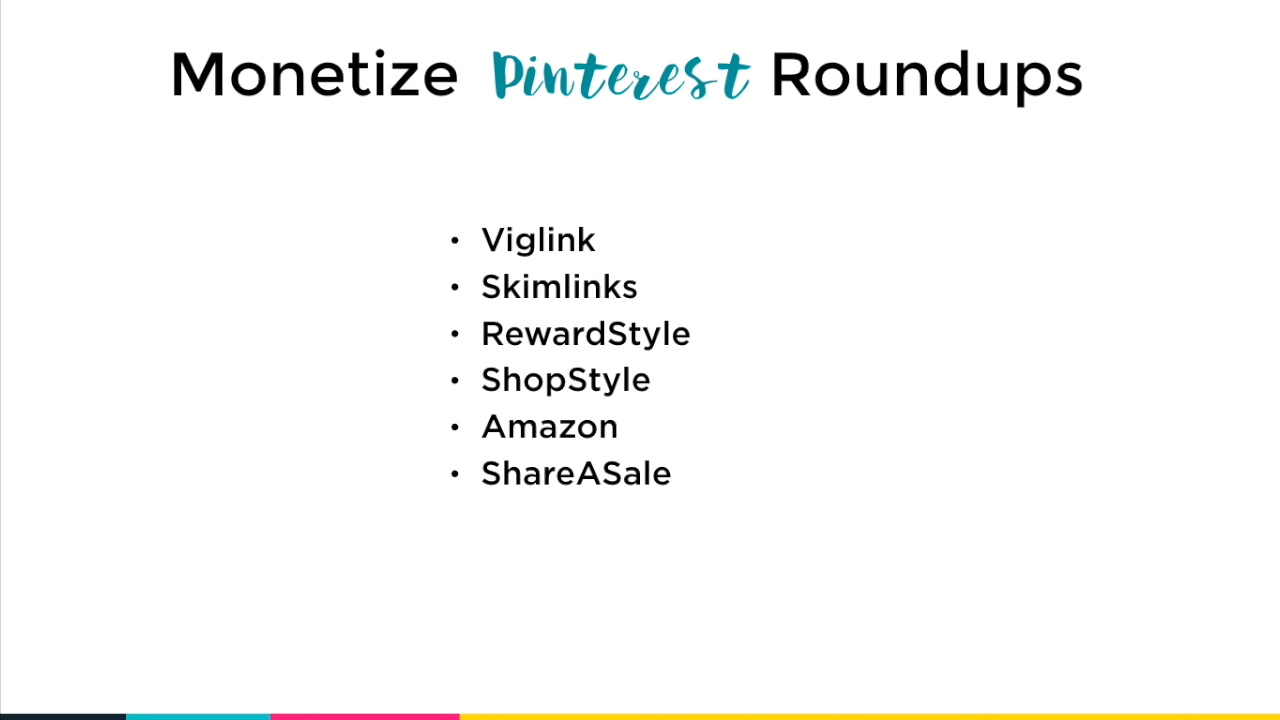 Monetize Pinterest Roundups
• Viglink
• Skimlinks
• RewardStyle
• ShopStyle
• Amazon
• ShareASale